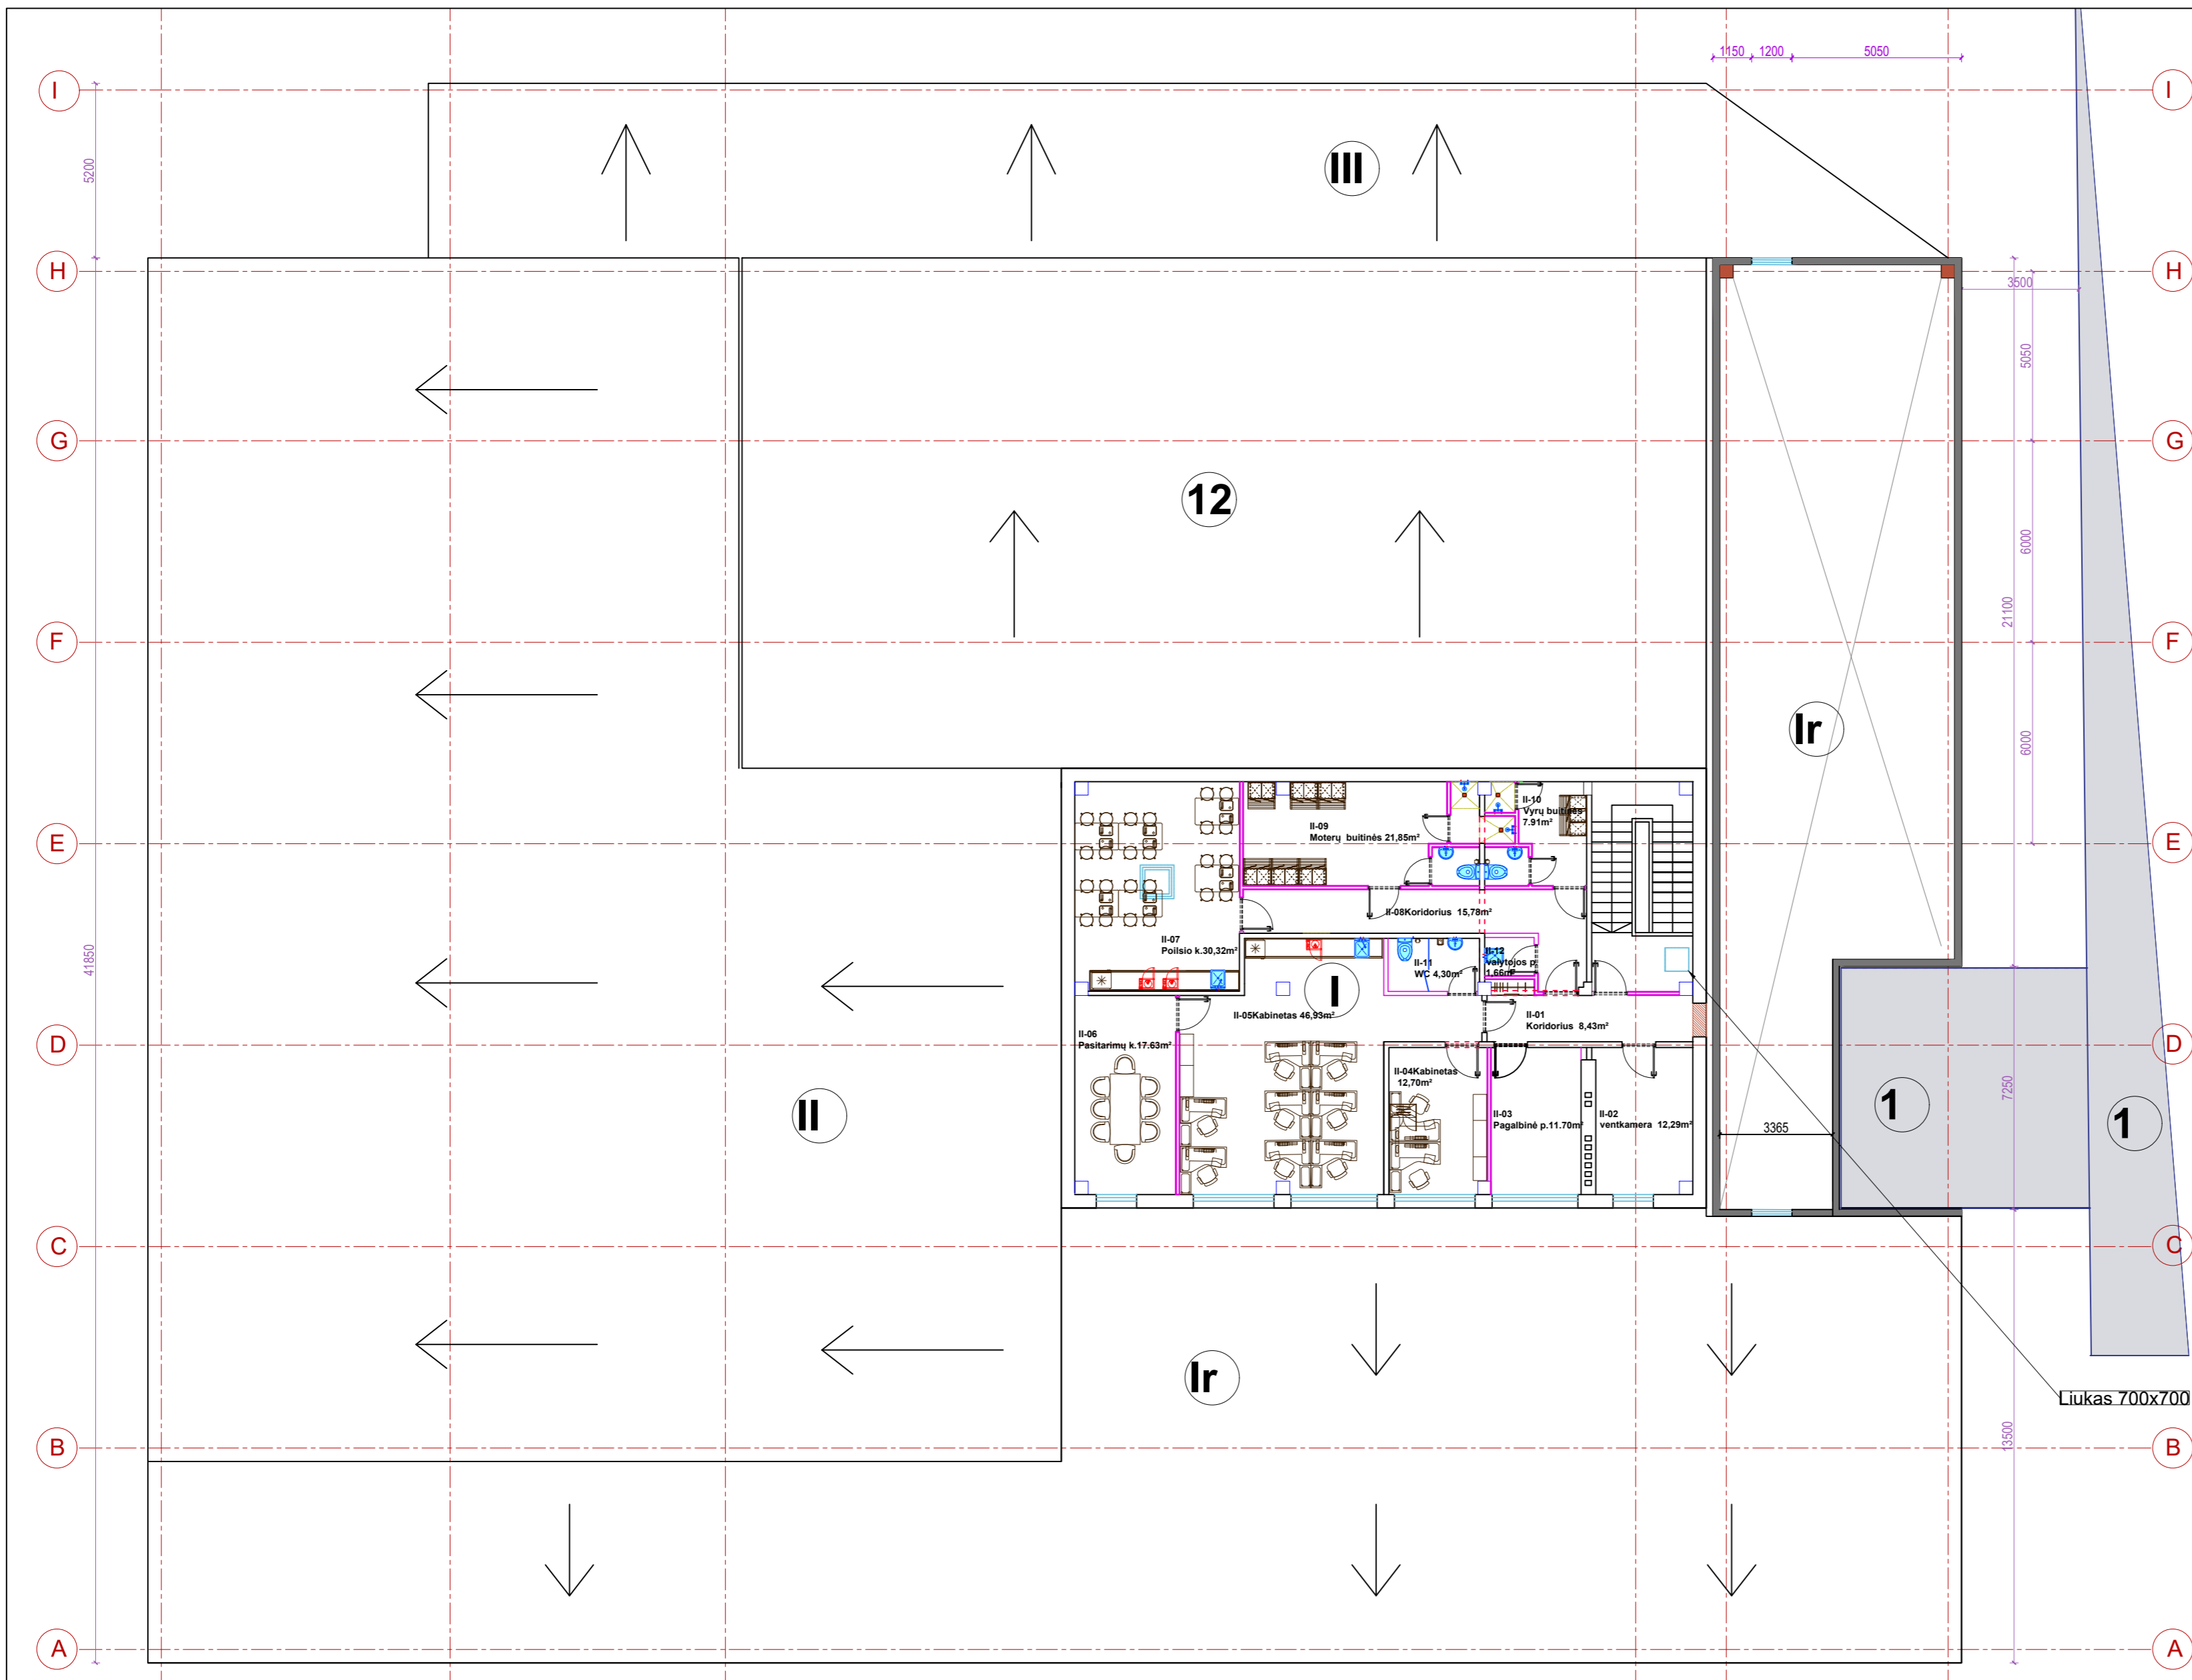 1150 1200 5050
I I
5200
III
H H
3500
5050
G G
12
6000
21100
F F
Ir
6000
II-10
Vyrų buitinės
7.91m²
II-09
Moterų buitinės 21,85m²
E E
II-08Koridorius 15,78m²
II-07
Poilsio k.30,32m²
41850
II-12
valytojos p.
1,66m²
II-11
WC 4,30m²
I
II-05Kabinetas 46,93m²
II-01
Koridorius 8,43m²
II-06
Pasitarimų k.17.63m²
D D
II-04Kabinetas
12,70m²
7250
1
II
II-03
Pagalbinė p.11.70m²
II-02
ventkamera 12,29m²
3365
1
C C
Ir
Liukas 700x700
13500
B B
A A